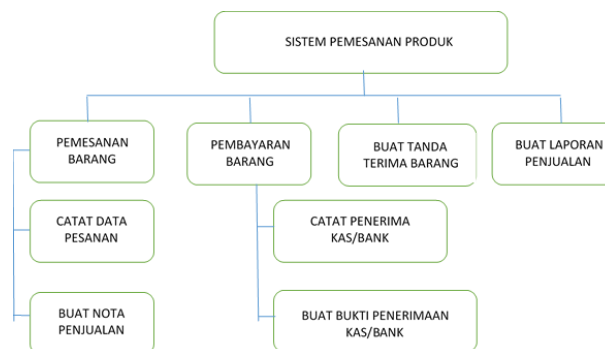 SISTEM PEMESANAN PRODUK
PEMESANAN
BARANG
PEMBAYARAN
BARANG
BUAT TANDA
TERIMA BARANG
BUAT LAPORAN
PENJUALAN
CATAT DATA
PESANAN
CATAT PENERIMA
KAS/BANK
BUAT NOTA
PENJUALAN
BUAT BUKTI PENERIMAAN
KAS/BANK